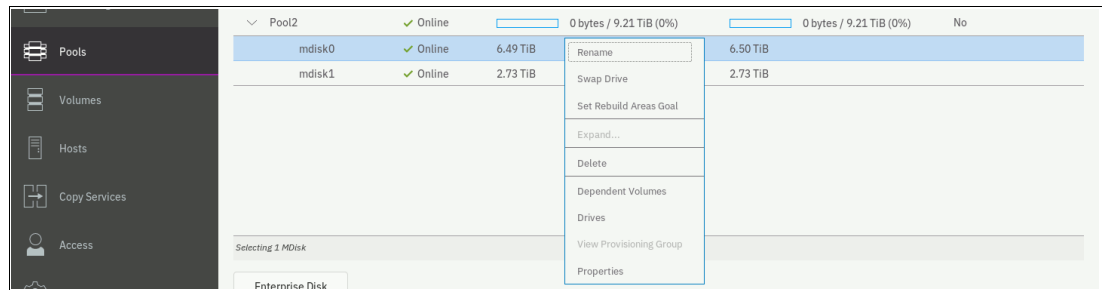 Pool2 Online 0 bytes / 9.21 TiB (0%) 0 bytes / 9.21 TiB (0%) No
Pools
mdisk0 Online 6.49 TiB 6.50 TiB
mdisk1 Online 2.73 TiB 2.73 TiB
Rename
Swap Drive
Set Rebuild Areas Goal
Expand...
Delete
Dependent Volumes
Drives
View Provisioning Group
Properties
Volumes
Hosts
Copy Services
Access
Selecting 1 MDisk
Enterprise Disk